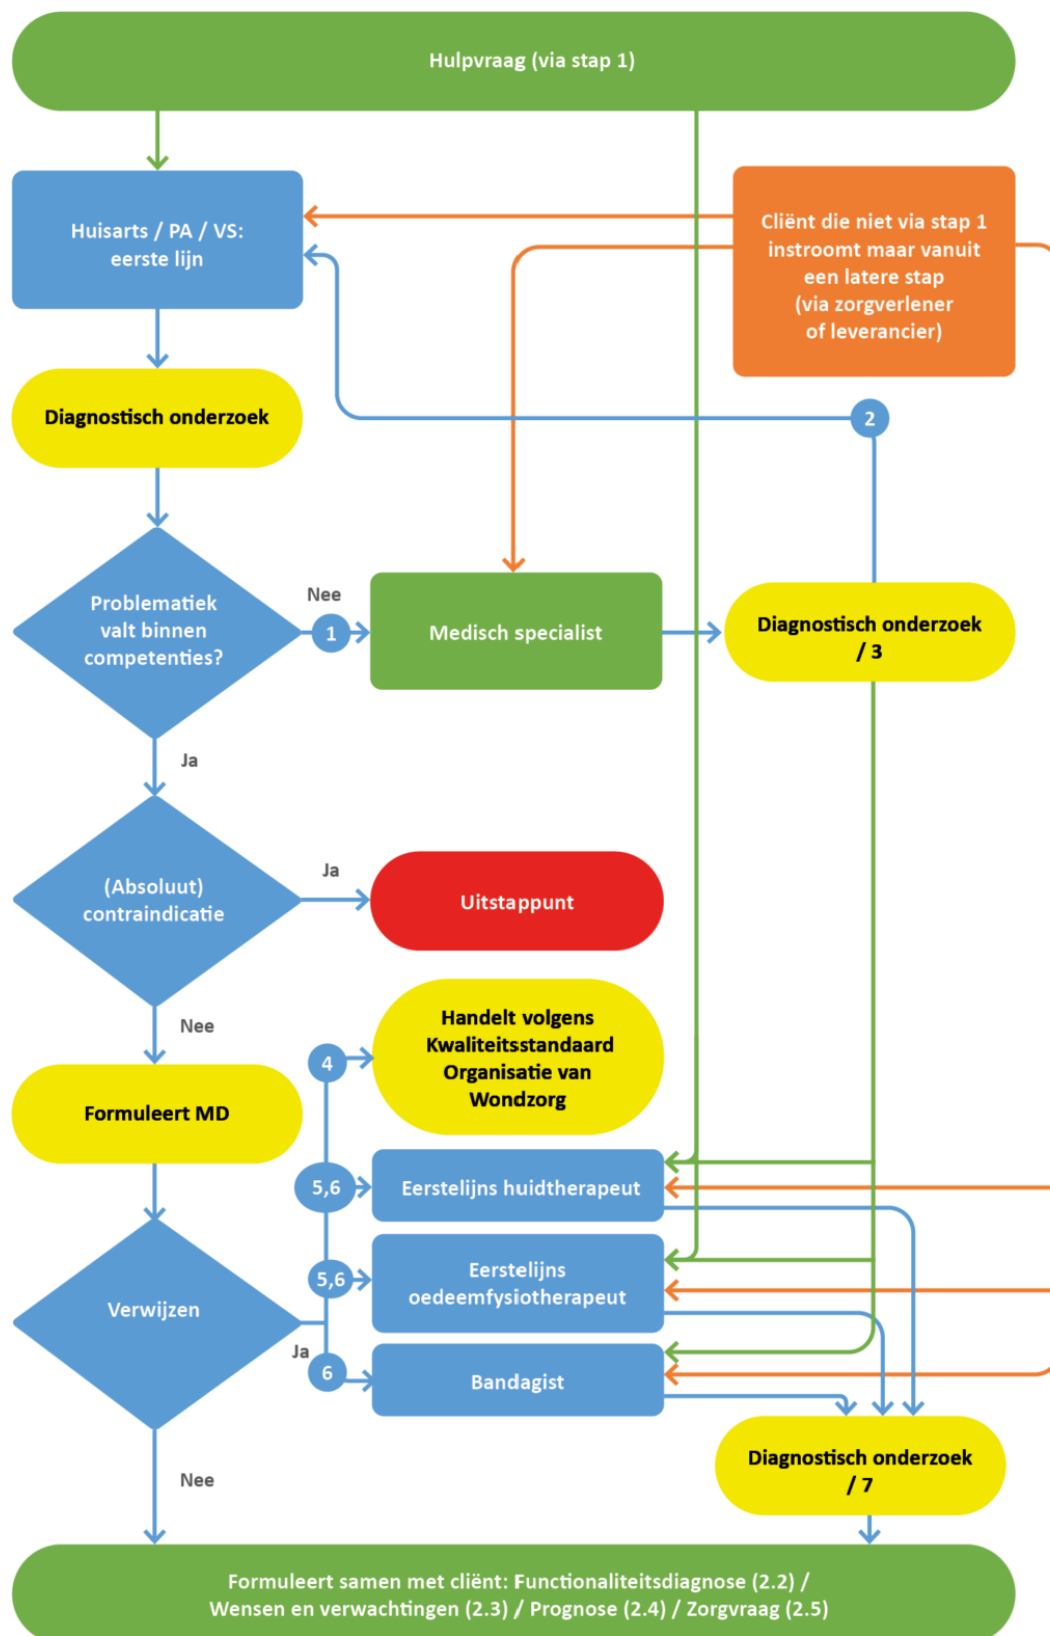 Hulpvraag (via stap 1)
Huisarts / PA / VS:
eerste lijn
Cliënt die niet via stap 1
instroomt maar vanuit
een latere stap
(via zorgverlener
of leverancier)
Diagnostisch onderzoek
2
Problematiek
valt binnen
competenties?
Nee
1
Medisch specialist
Diagnostisch onderzoek
/ 3
Ja
(Absoluut)
contraindicatie
Ja
Uitstappunt
Nee
Handelt volgens
Kwaliteitsstandaard
Organisatie van
Wondzorg
4
Formuleert MD
5,6
Eerstelijns huidtherapeut
5,6
Eerstelijns
oedeemfysiotherapeut
Verwijzen
Ja
6
Bandagist
Diagnostisch onderzoek
/ 7
Nee
Formuleert samen met cliënt: Functionaliteitsdiagnose (2.2) /
Wensen en verwachtingen (2.3) / Prognose (2.4) / Zorgvraag (2.5)